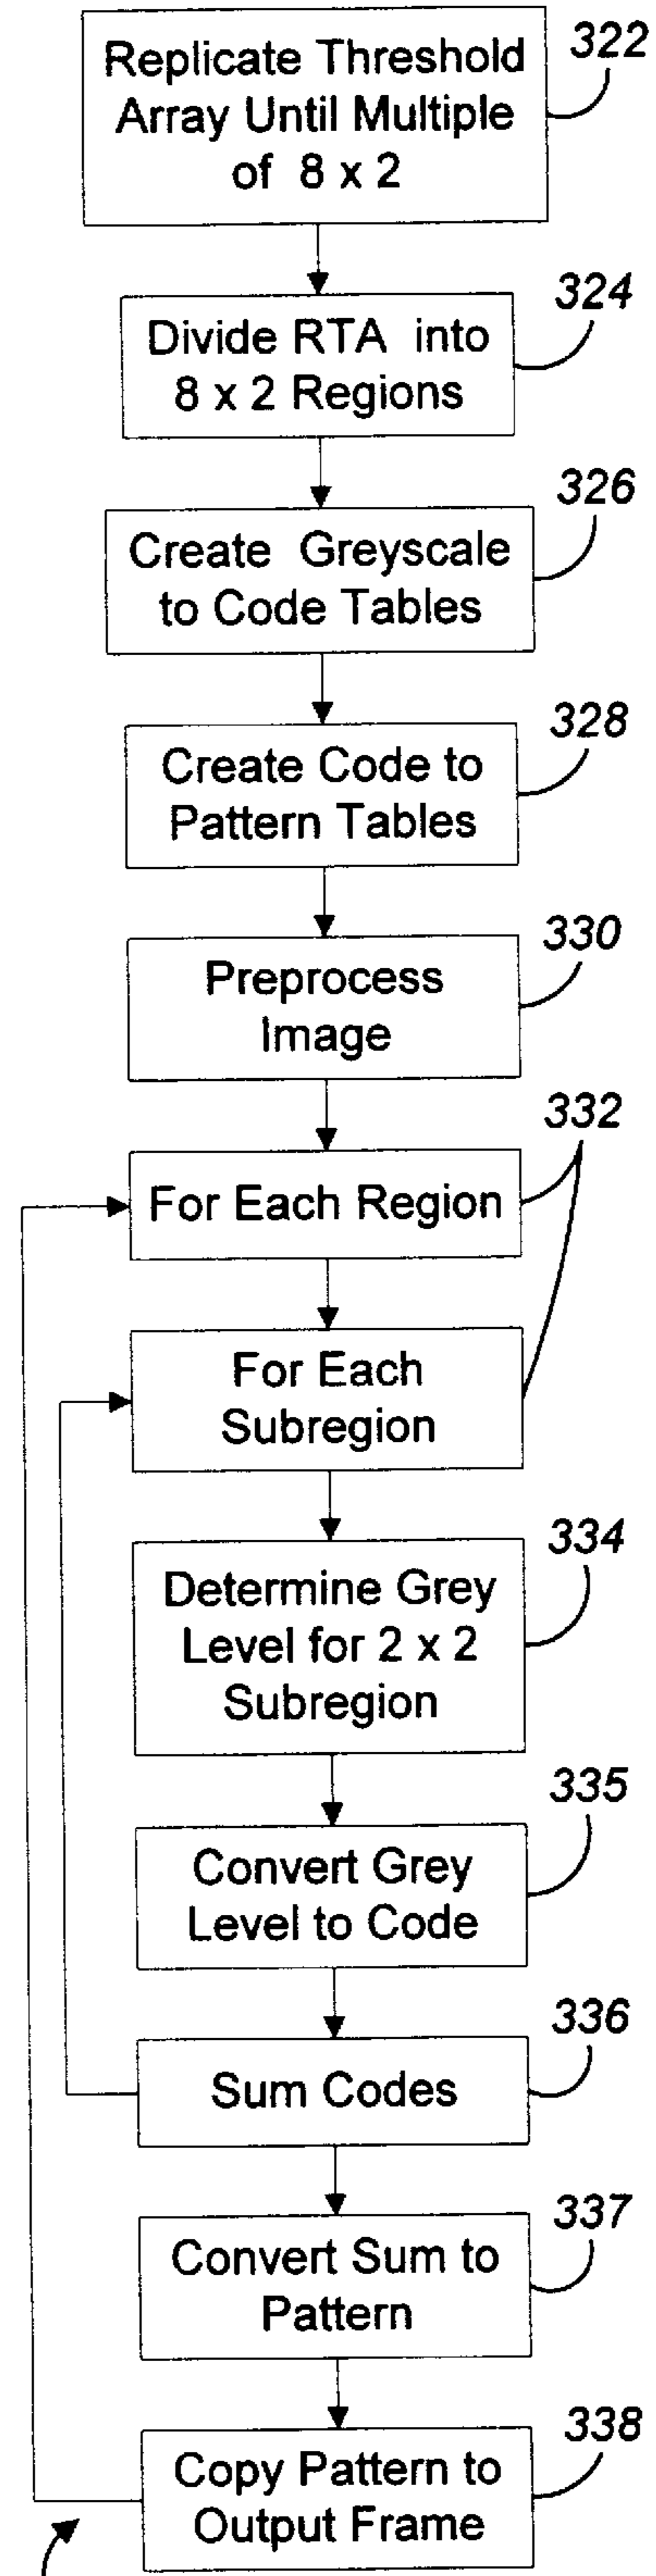 Replicate Threshold
Array Until Multiple
of 8 x 2
322
Divide RTA into
8 x 2 Regions
324
Create Greyscale
to Code Tables
326
Create Code to
Pattern Tables
328
Preprocess
Image
330
For Each Region
332
For Each
Subregion
Determine Grey
Level for 2 x 2
Subregion
334
Convert Grey
Level to Code
335
Sum Codes
336
Convert Sum to
Pattern
337
Copy Pattern to
Output Frame
338